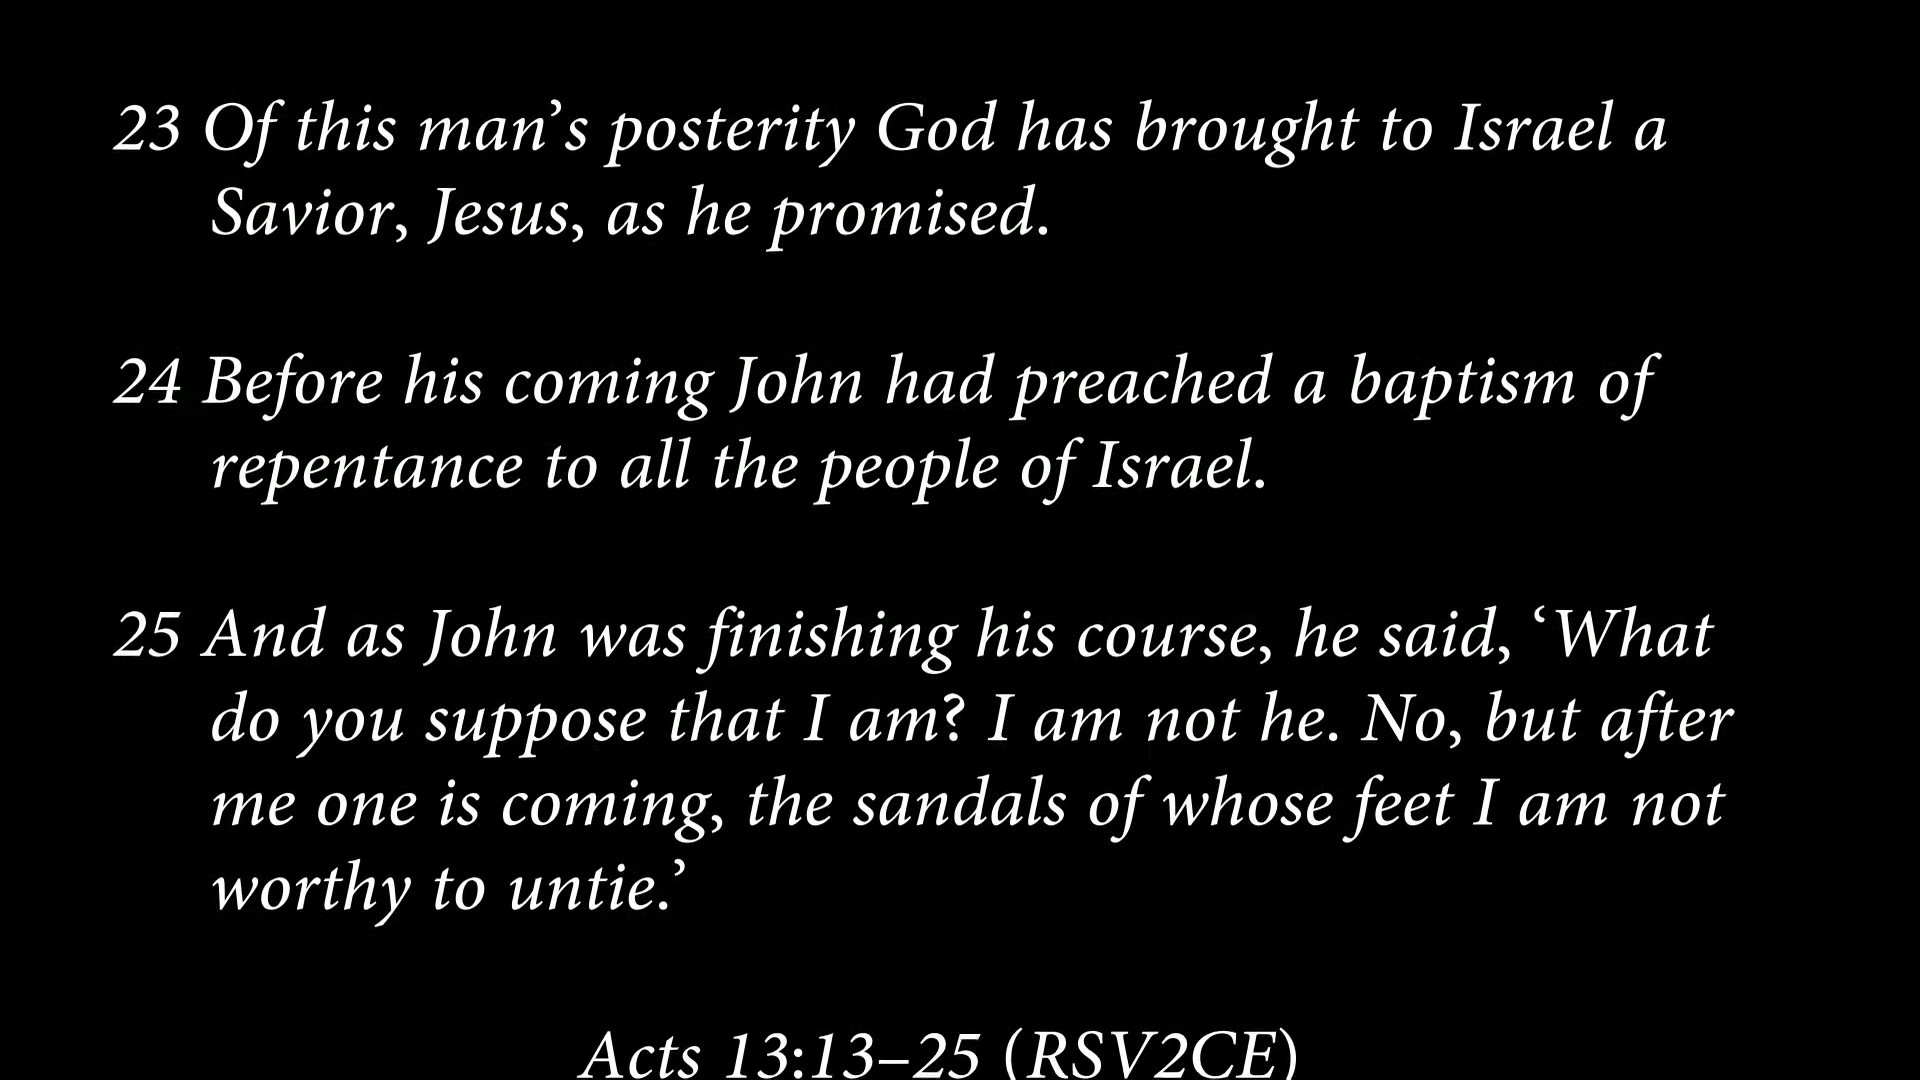 23 Of this man’s posterity God has brought to Israel a
Savior, Jesus, as he promised.
24 Before his coming John had preached a baptism of
repentance to all the people of Israel.
25 And as John was finishing his course, he said, ‘What
do you suppose that I am? I am not he. No, but after
me one is coming, the sandals of whose feet I am not
worthy to untie.’
Acts 13:13–25 (RSV2CE)